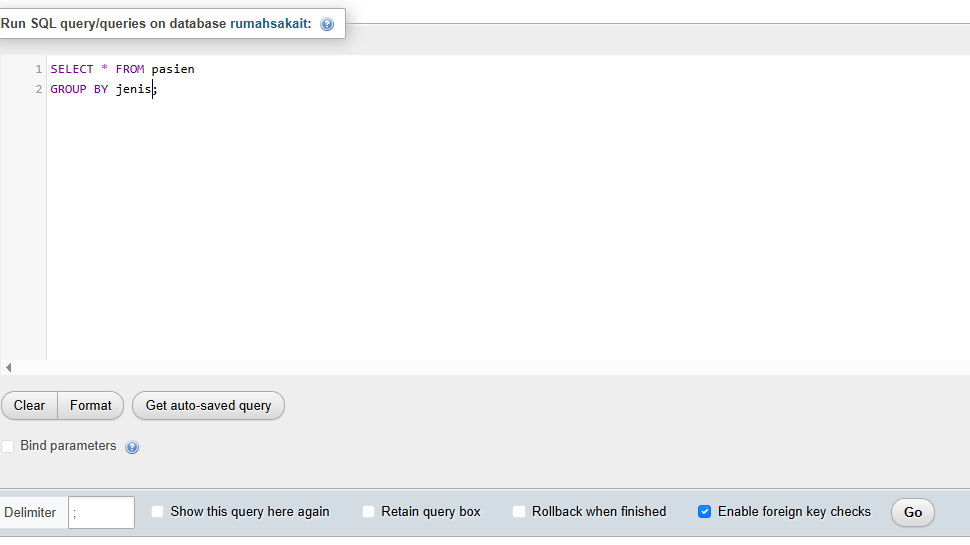 Run SQL query/queries on database rumahsakait:
1 SELECT * FROM pasien
2 GROUP BY jenis;
Clear Format Get auto-saved query
Bind parameters
Delimiter ; Show this query here again Retain query box Rollback when finished Enable foreign key checks Go